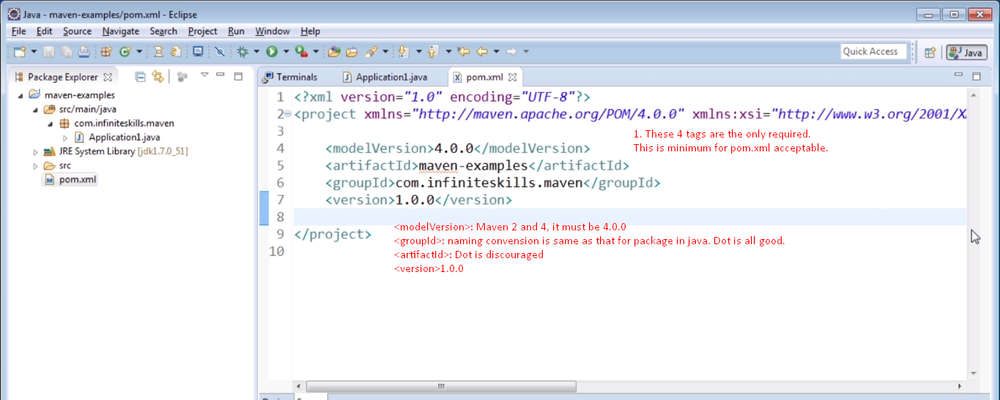 Java - maven-examples/pom.xml - Eclipse
File Edit Source Navigate Search Project Run Window Help
Quick Access
Java
Package Explorer
Terminals
Application1.java
pom.xml
maven-examples
src/main/java
com.infiniteskills.maven
Application1.java
JRE System Library [jdk1.7.0_51]
src
pom.xml
1 <?xml version="1.0" encoding="UTF-8"?>
2 <project xmlns="http://maven.apache.org/POM/4.0.0" xmlns:xsi="http://www.w3.org/2001/X
3
1. These 4 tags are the only required.
This is minimum for pom.xml acceptable.
4 <modelVersion>4.0.0</modelVersion>
5 <artifactId>maven-examples</artifactId>
6 <groupId>com.infiniteskills.maven</groupId>
7 <version>1.0.0</version>
8
<modelVersion>: Maven 2 and 4, it must be 4.0.0
9 </project>
<groupId>: naming convension is same as that for package in java. Dot is all good.
10
<artifactId>: Dot is discouraged
<version>1.0.0